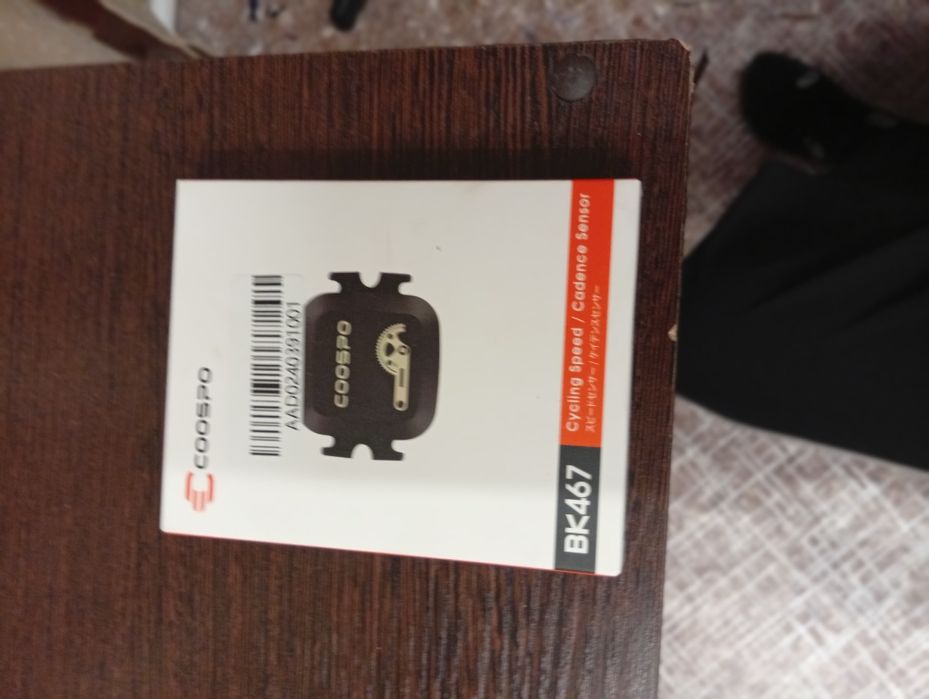 COOSPO
AAD0240391001
COOSPO
BK467
Cycling Speed / Cadence Sensor
スピードセンサー/ケイデンスセンサー